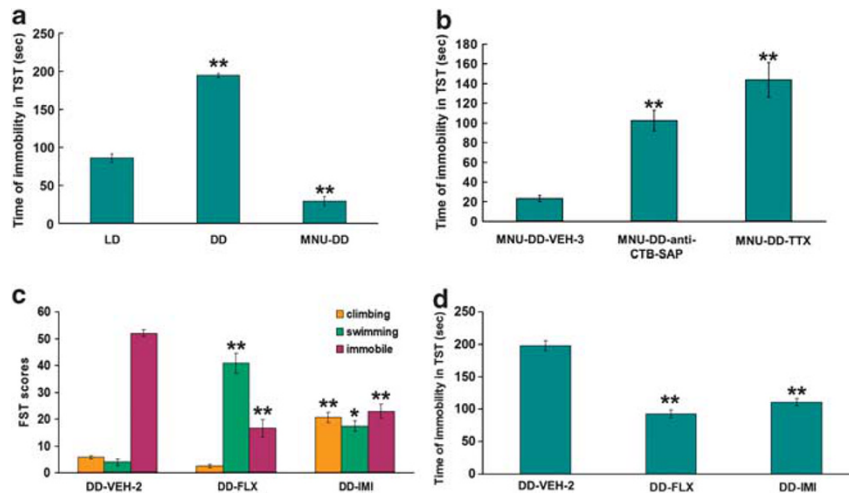 a
Time of immobility in TST (sec)
250
200
150
100
50
0
**
**
LD
DD
MNU-DD
b
Time of immobility in TST (sec)
180
160
140
120
100
80
60
40
20
0
**
**
MNU-DD-VEH-3
MNU-DD-anti-
CTB-SAP
MNU-DD-TTX
c
FST scores
60
50
40
30
20
10
0
climbing
swimming
immobile
**
**
**
*
**
DD-VEH-2
DD-FLX
DD-IMI
d
Time of immobility in TST (sec)
250
200
150
100
50
0
**
**
DD-VEH-2
DD-FLX
DD-IMI